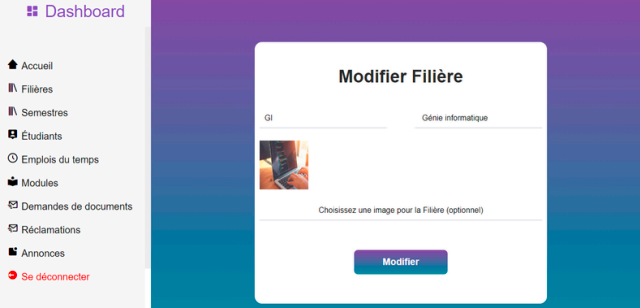 Dashboard
Accueil
Filières
Semestres
Étudiants
Emplois du temps
Modules
Demandes de documents
Réclamations
Annonces
Se déconnecter
Modifier Filière
GI
Génie informatique
Choisissez une image pour la Filière (optionnel)
Modifier